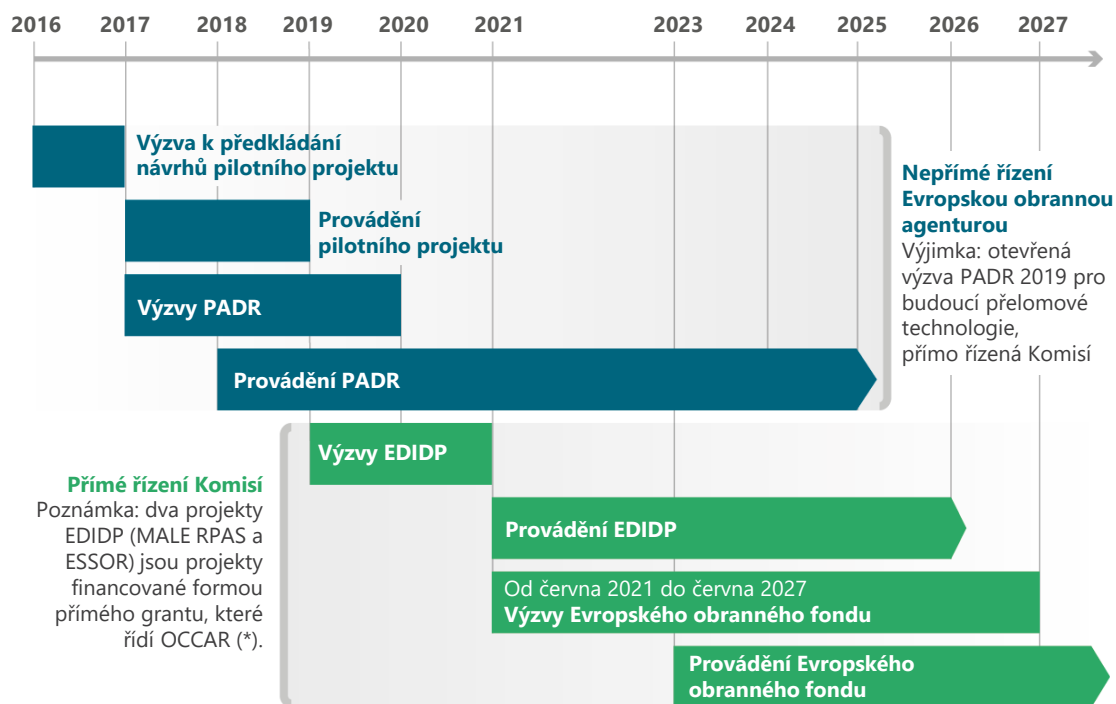 2016 2017 2018 2019 2020 2021 2023 2024 2025 2026 2027
Výzva k předkládání
návrhů pilotního projektu
Provádění
pilotního projektu
Výzvy PADR
Provádění PADR
Nepřímé řízení
Evropskou obrannou
agenturou
Výjimka: otevřená
výzva PADR 2019 pro
budoucí přelomové
technologie,
přímo řízená Komisí
Přímé řízení Komisí
Poznámka: dva projekty
EDIDP (MALE RPAS a
ESSOR) jsou projekty
financované formou
přímého grantu, které
řídí OCCAR (*).
Výzvy EDIDP
Provádění EDIDP
Od června 2021 do června 2027
Výzvy Evropského obranného fondu
Provádění Evropského
obranného fondu